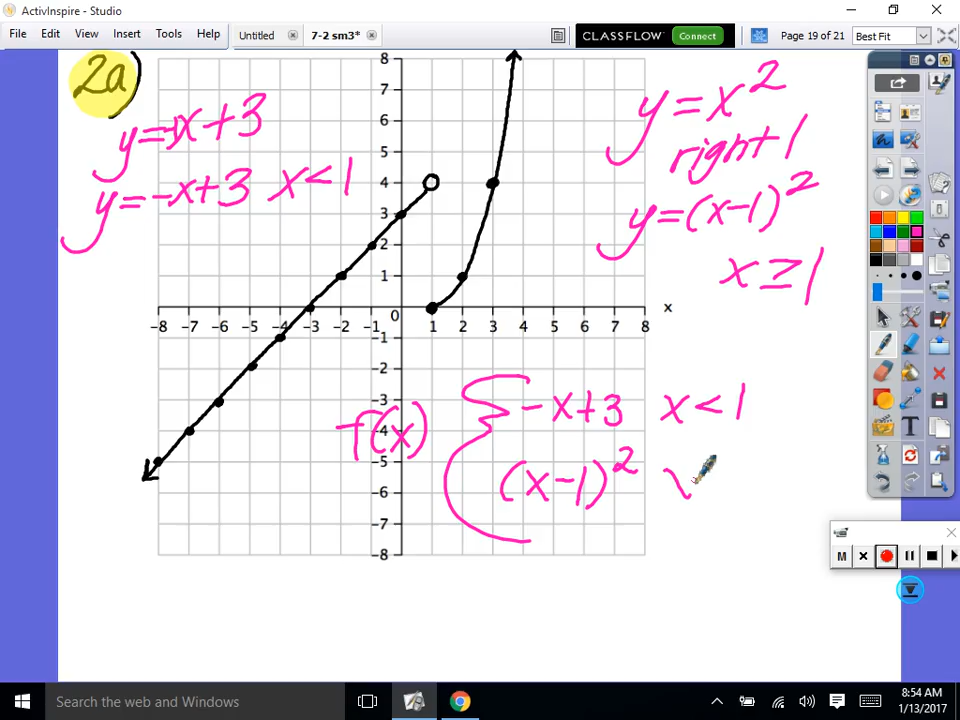 ActivInspire - Studio
File Edit View Insert Tools Help Untitled 7-2 sm3* CLASSFLOW Connect Page 19 of 21 Best Fit
2a)
y=-x+3
y=-x+3 x<1
y=x²
right 1
y=(x-1)²
x≥1
8
7
6
5
4
3
2
1
-8 -7 -6 -5 -4 -3 -2 -1 0 1 2 3 4 5 6 7 8 x
-1
-2
-3
-4
-5
-6
-7
-8
f(x) { -x+3 x<1
(x-1)²
M
T
Search the web and Windows
8:54 AM
1/13/2017